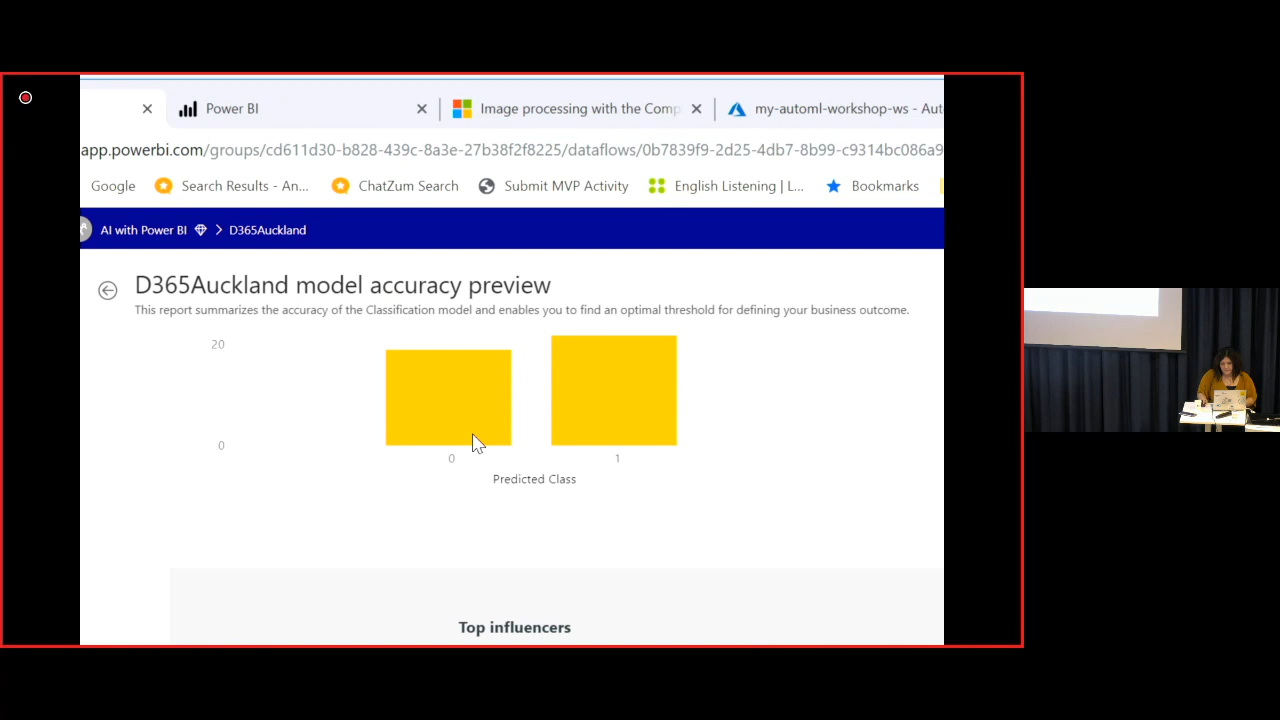 Power BI
Image processing with the Comp
my-automl-workshop-ws - Aut
app.powerbi.com/groups/cd611d30-b828-439c-8a3e-27b38f2f8225/dataflows/0b7839f9-2d25-4db7-8b99-c9314bc086a9
Google
Search Results - An...
ChatZum Search
Submit MVP Activity
English Listening | L...
Bookmarks
AI with Power BI > D365Auckland
D365Auckland model accuracy preview
This report summarizes the accuracy of the Classification model and enables you to find an optimal threshold for defining your business outcome.
20
0
0 1
Predicted Class
Top influencers